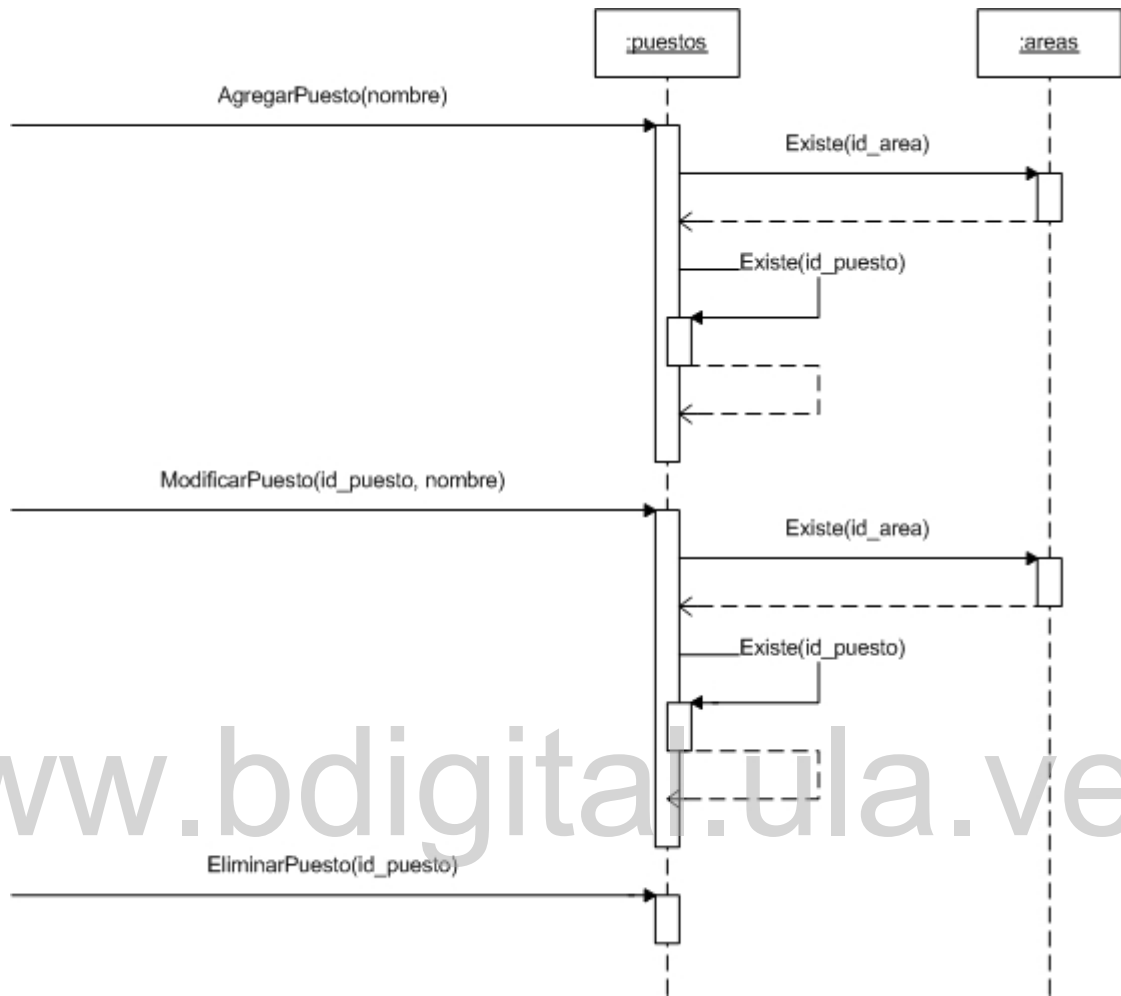 :puestos
:areas
AgregarPuesto(nombre)
Existe(id_area)
Existe(id_puesto)
ModificarPuesto(id_puesto, nombre)
Existe(id_area)
Existe(id_puesto)
ww.bdigital.ula.ve
EliminarPuesto(id_puesto)